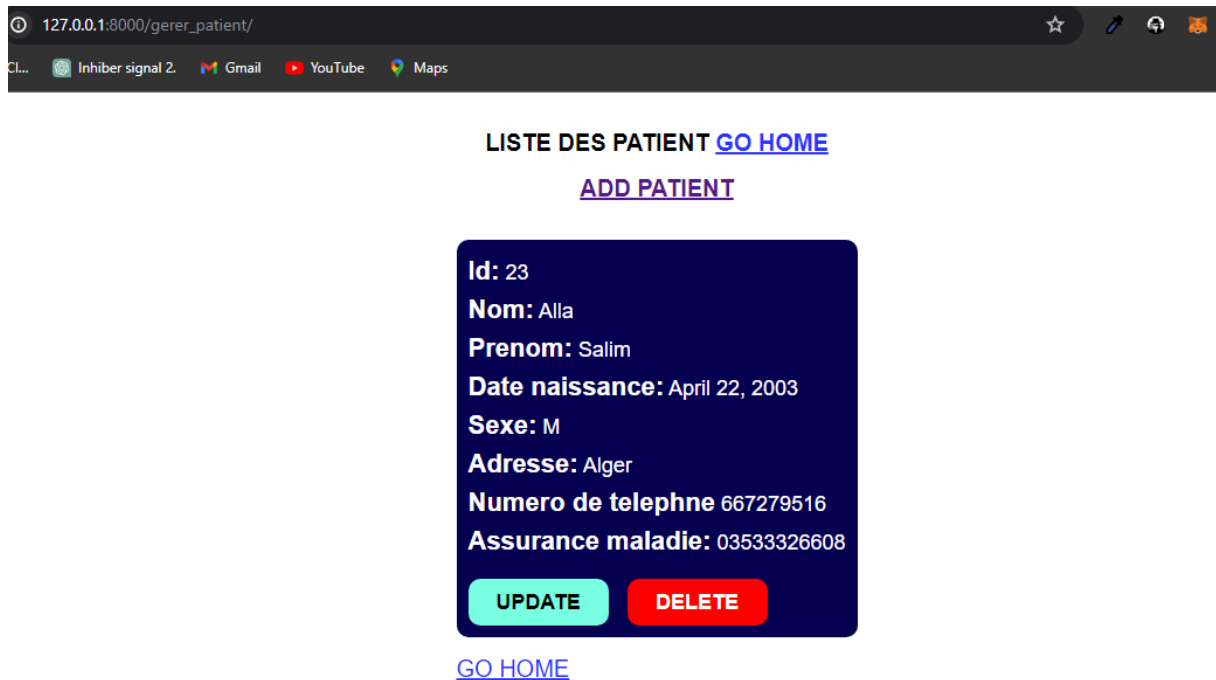 127.0.0.1:8000/gerer_patient/
Cl... Inhiber signal 2. Gmail YouTube Maps
LISTE DES PATIENT GO HOME
ADD PATIENT
Id: 23
Nom: Alla
Prenom: Salim
Date naissance: April 22, 2003
Sexe: M
Adresse: Alger
Numero de telephne 667279516
Assurance maladie: 03533326608
UPDATE DELETE
GO HOME